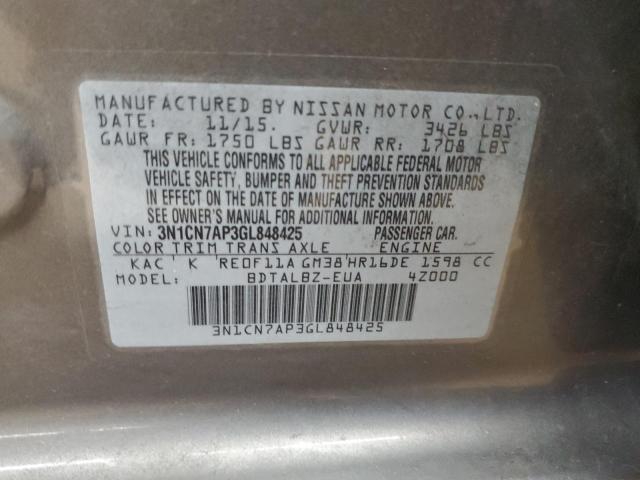 MANUFACTURED BY NISSAN MOTOR CO.,LTD.
DATE: 11/15. GVWR: 3426 LBS
GAWR FR: 1750 LBS GAWR RR: 1708 LBS
THIS VEHICLE CONFORMS TO ALL APPLICABLE FEDERAL MOTOR
VEHICLE SAFETY, BUMPER AND THEFT PREVENTION STANDARDS
IN EFFECT ON THE DATE OF MANUFACTURE SHOWN ABOVE.
SEE OWNER'S MANUAL FOR ADDITIONAL INFORMATION.
VIN: 3N1CN7AP3GL848425 PASSENGER CAR.
COLOR TRIM TRANS AXLE ENGINE
KAC K RE0F11A GM38 HR16DE 1598 CC
MODEL: BDTALBZ-EUA 4Z000
3N1CN7AP3GL848425